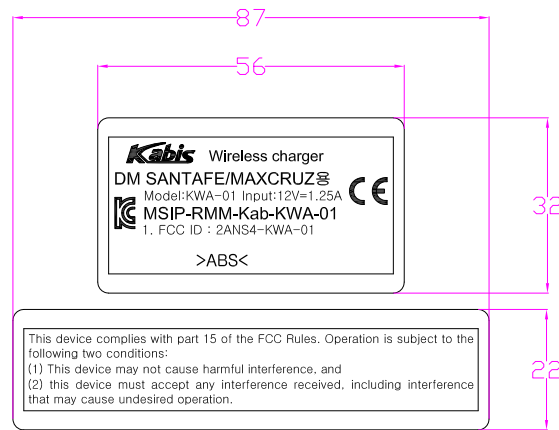 87
56
Kabis Wireless charger
DM SANTAFE/MAXCRUZ용
Model:KWA-01 Input:12V=1.25A
CE
MSIP-RMM-Kab-KWA-01
1. FCC ID : 2ANS4-KWA-01
>ABS<
32
This device complies with part 15 of the FCC Rules. Operation is subject to the
following two conditions:
(1) This device may not cause harmful interference, and
(2) this device must accept any interference received, including interference
that may cause undesired operation.
22